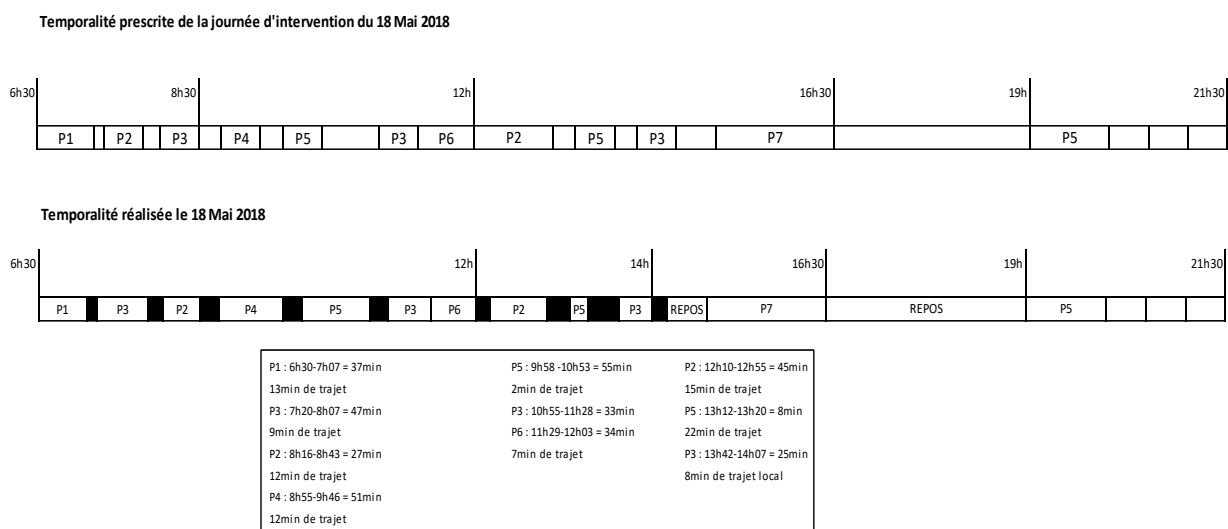 Temporalité prescrite de la journée d'intervention du 18 Mai 2018
6h30 8h30 12h 16h30 19h 21h30
P1 P2 P3 P4 P5 P3 P6 P2 P5 P3 P7 P5
Temporalité réalisée le 18 Mai 2018
6h30 12h 14h 16h30 19h 21h30
P1 P3 P2 P4 P5 P3 P6 P2 P5 P3 REPOS P7 REPOS P5
P1 : 6h30-7h07 = 37min
13min de trajet
P3 : 7h20-8h07 = 47min
9min de trajet
P2 : 8h16-8h43 = 27min
12min de trajet
P4 : 8h55-9h46 = 51min
12min de trajet
P5 : 9h58 -10h53 = 55min
2min de trajet
P3 : 10h55-11h28 = 33min
P6 : 11h29-12h03 = 34min
7min de trajet
P2 : 12h10-12h55 = 45min
15min de trajet
P5 : 13h12-13h20 = 8min
22min de trajet
P3 : 13h42-14h07 = 25min
8min de trajet local